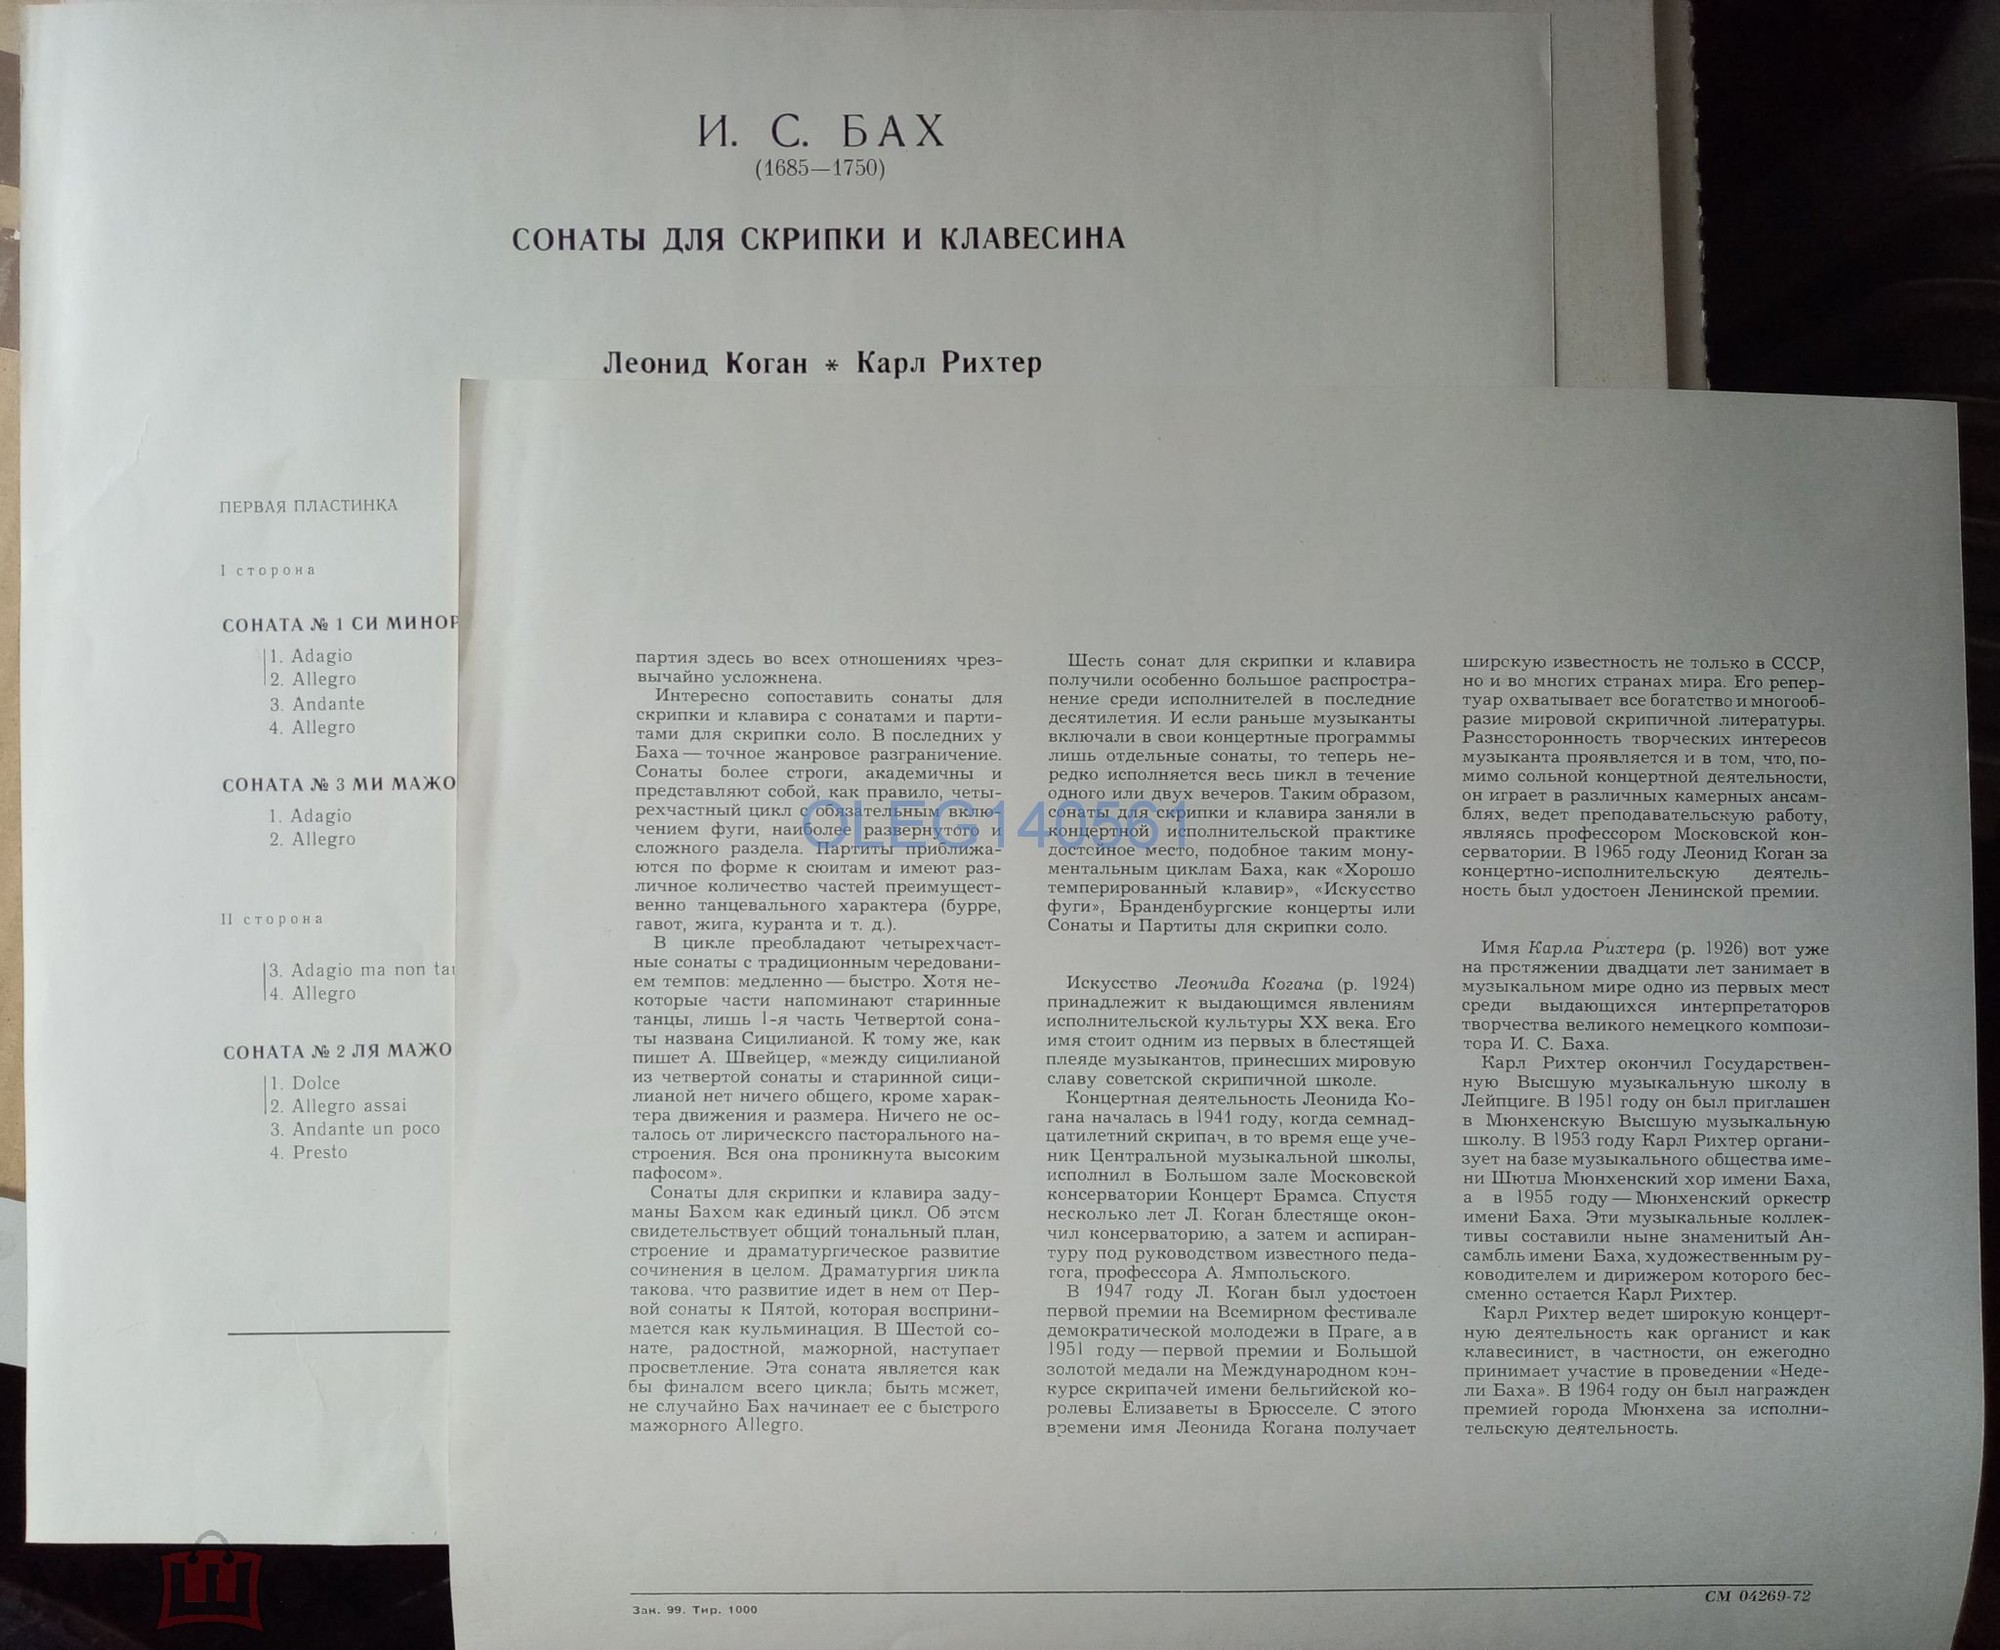 И. С. БАХ
(1685—1750)
СОНАТЫ ДЛЯ СКРИПКИ И КЛАВЕСИНА
Леонид Коган * Карл Рихтер
ПЕРВАЯ ПЛАСТИНКА
I сторона
СОНАТА № 1 СИ МИНОР
1. Adagio
2. Allegro
3. Andante
4. Allegro
СОНАТА № 3 МИ МАЖО
1. Adagio
2. Allegro
II сторона
3. Adagio ma non tan
4. Allegro
СОНАТА № 2 ЛЯ МАЖО
1. Dolce
2. Allegro assai
3. Andante un poco
4. Presto
партия здесь во всех отношениях чрез-
вычайно усложнена.
Интересно сопоставить сонаты для
скрипки и клавира с сонатами и парти-
тами для скрипки соло. В последних у
Баха — точное жанровое разграничение.
Сонаты более строги, академичны и
представляют собой, как правило, четы-
рехчастный цикл с обязательным вклю-
чением фуги, наиболее развернутого и
сложного раздела. Партиты приближа-
ются по форме к сюитам и имеют раз-
личное количество частей преимущест-
венно танцевального характера (бурре,
гавот, жига, куранта и т. д.).
В цикле преобладают четырехчаст-
ные сонаты с традиционным чередовани-
ем темпов: медленно — быстро. Хотя не-
которые части напоминают старинные
танцы, лишь 1-я часть Четвертой сона-
ты названа Сицилианой. К тому же, как
пишет А. Швейцер, «между сицилианой
из четвертой сонаты и старинной сици-
лианой нет ничего общего, кроме харак-
тера движения и размера. Ничего не ос-
талось от лирического пасторального на-
строения. Вся она проникнута высоким
пафосом».
Сонаты для скрипки и клавира заду-
маны Бахом как единый цикл. Об этом
свидетельствует общий тональный план,
строение и драматургическое развитие
сочинения в целом. Драматургия цикла
такова, что развитие идет в нем от Пер-
вой сонаты к Пятой, которая восприни-
мается как кульминация. В Шестой со-
нате, радостной, мажорной, наступает
просветление. Эта соната является как
бы финалом всего цикла; быть может,
не случайно Бах начинает ее с быстрого
мажорного Allegro.
Шесть сонат для скрипки и клавира
получили особенно большое распростра-
нение среди исполнителей в последние
десятилетия. И если раньше музыканты
включали в свои концертные программы
лишь отдельные сонаты, то теперь не-
редко исполняется весь цикл в течение
одного или двух вечеров. Таким образом,
сонаты для скрипки и клавира заняли в
концертной исполнительской практике
достойное место, подобное таким мону-
ментальным циклам Баха, как «Хорошо
темперированный клавир», «Искусство
фуги», Бранденбургские концерты или
Сонаты и Партиты для скрипки соло.
Искусство Леонида Когана (р. 1924)
принадлежит к выдающимся явлениям
исполнительской культуры XX века. Его
имя стоит одним из первых в блестящей
плеяде музыкантов, принесших мировую
славу советской скрипичной школе.
Концертная деятельность Леонида Ко-
гана началась в 1941 году, когда семнад-
цатилетний скрипач, в то время еще уче-
ник Центральной музыкальной школы,
исполнил в Большом зале Московской
консерватории Концерт Брамса. Спустя
несколько лет Л. Коган блестяще окон-
чил консерваторию, а затем и аспиран-
туру под руководством известного педа-
гога, профессора А. Ямпольского.
В 1947 году Л. Коган был удостоен
первой премии на Всемирном фестивале
демократической молодежи в Праге, а в
1951 году — первой премии и Большой
золотой медали на Международном кон-
курсе скрипачей имени бельгийской ко-
ролевы Елизаветы в Брюсселе. С этого
времени имя Леонида Когана получает
широкую известность не только в СССР,
но и во многих странах мира. Его репер-
туар охватывает все богатство и многооб-
разие мировой скрипичной литературы.
Разносторонность творческих интересов
музыканта проявляется и в том, что, по-
мимо сольной концертной деятельности,
он играет в различных камерных ансам-
блях, ведет преподавательскую работу,
являясь профессором Московской кон-
серватории. В 1965 году Леонид Коган за
концертно-исполнительскую деятель-
ность был удостоен Ленинской премии.
Имя Карла Рихтера (р. 1926) вот уже
на протяжении двадцати лет занимает в
музыкальном мире одно из первых мест
среди выдающихся интерпретаторов
творчества великого немецкого компози-
тора И. С. Баха.
Карл Рихтер окончил Государствен-
ную Высшую музыкальную школу в
Лейпциге. В 1951 году он был приглашен
в Мюнхенскую Высшую музыкальную
школу. В 1953 году Карл Рихтер органи-
зует на базе музыкального общества име-
ни Шютца Мюнхенский хор имени Баха,
а в 1955 году — Мюнхенский оркестр
имени Баха. Эти музыкальные коллек-
тивы составили ныне знаменитый Ан-
самбль имени Баха, художественным ру-
ководителем и дирижером которого бес-
сменно остается Карл Рихтер.
Карл Рихтер ведет широкую концерт-
ную деятельность как органист и как
клавесинист, в частности, он ежегодно
принимает участие в проведении «Неде-
ли Баха». В 1964 году он был награжден
премией города Мюнхена за исполни-
тельскую деятельность.
OLEG140561
Зак. 99. Тир. 1000
СМ 04269-72